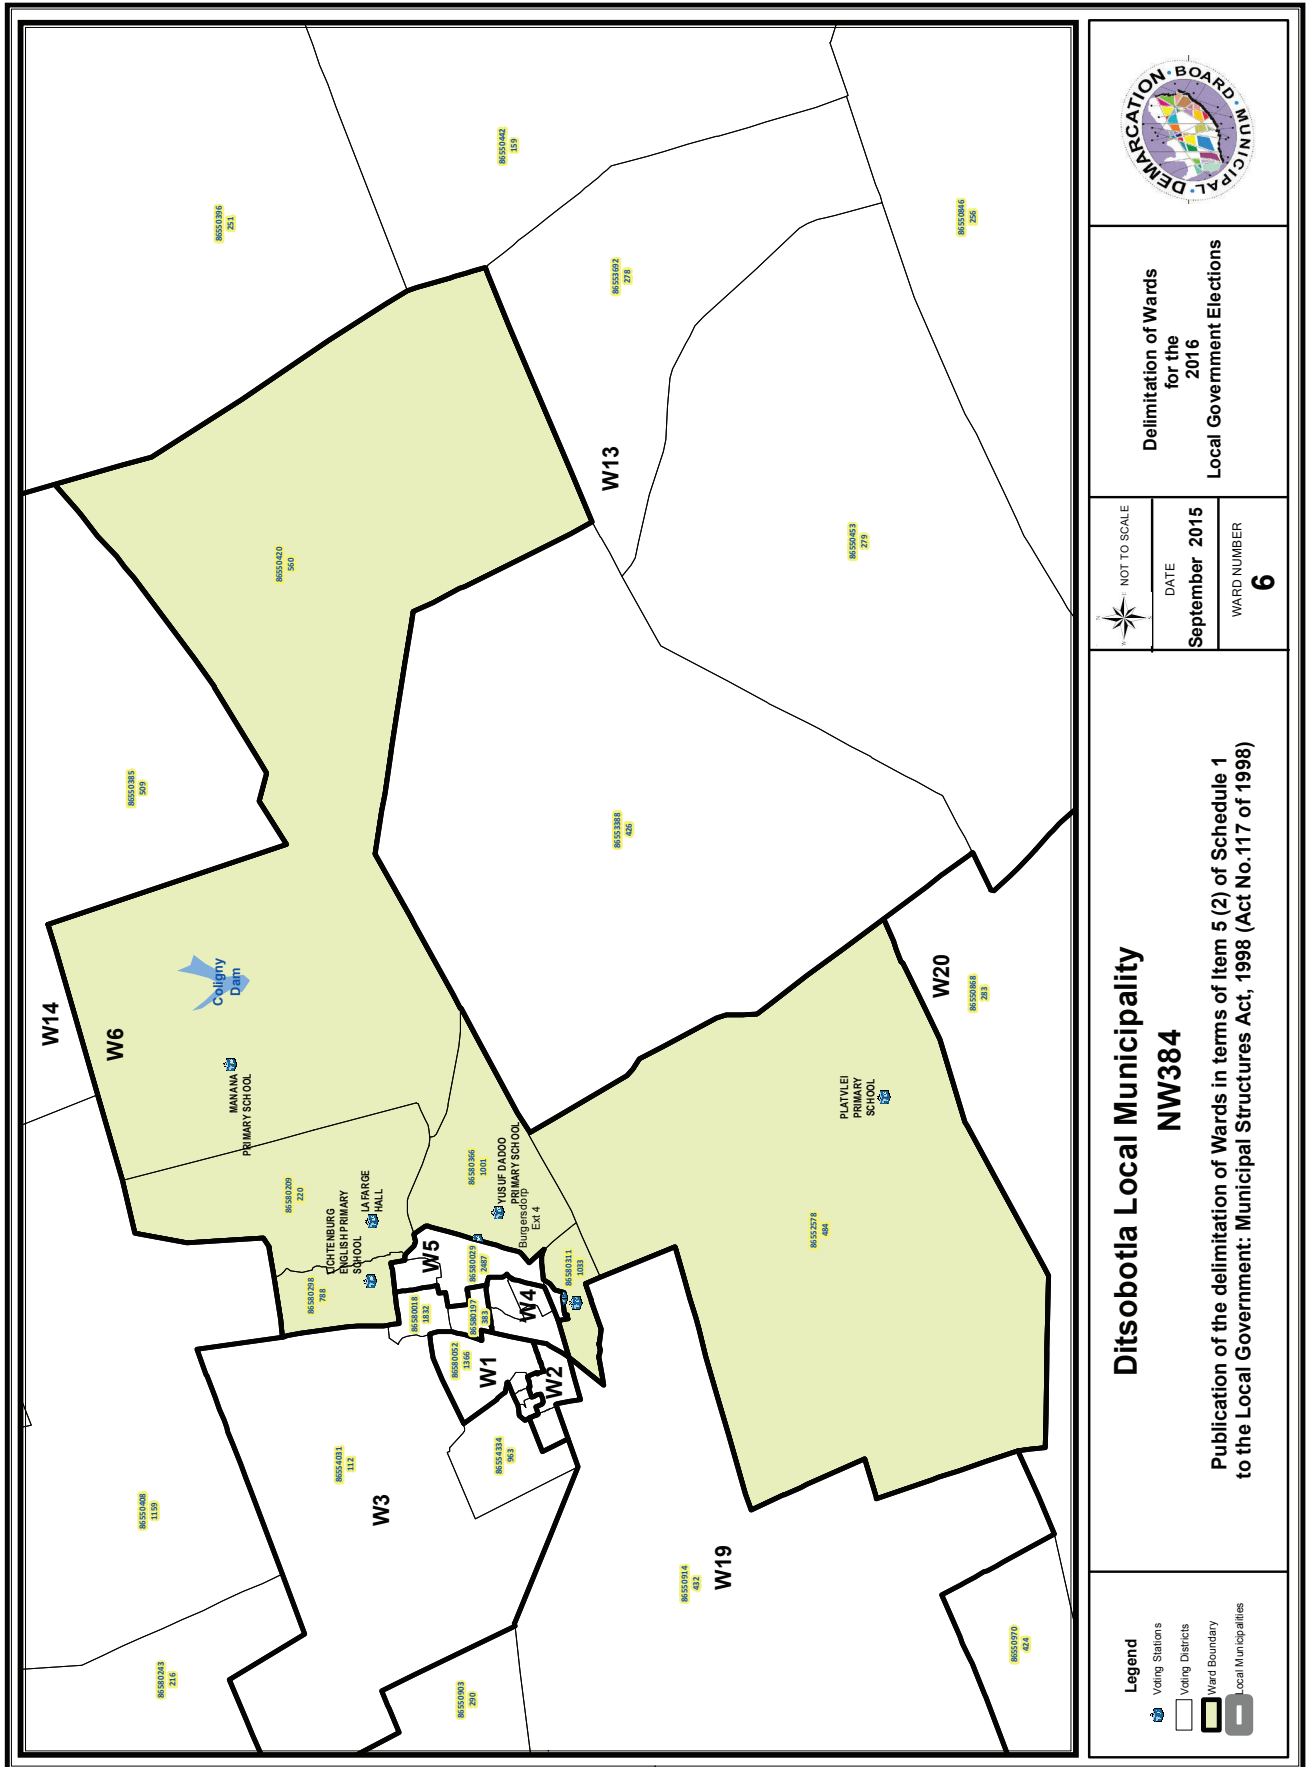 86580243
216
86550408
1159
86550385
509
86550396
251
W14
W6
Coligny
Dam
MANANA
PRIMARY SCHOOL
86550420
560
86550442
159
86580209
220
LICHTENBURG
ENGLISH PRIMARY
SCHOOL
LAFARGE
HALL
86580298
788
86554031
112
W3
86550903
290
86554334
963
86580052
1366
W1
W2
86580018
1832
W5
86580197
383
86580029
2487
W4
86580366
1001
YUSUF DADOO
PRIMARY SCHOOL
Burgersdorp
Ext 4
86580311
1033
86553388
426
W13
86553692
278
86550453
279
86550846
256
86550914
432
W19
86552578
484
PLATVLEI
PRIMARY
SCHOOL
W20
86550868
283
86550970
424
Legend
Voting Stations
Voting Districts
Ward Boundary
Local Municipalities
Ditsobotla Local Municipality
NW384
Publication of the delimitation of Wards in terms of Item 5 (2) of Schedule 1
to the Local Government: Municipal Structures Act, 1998 (Act No.117 of 1998)
NOT TO SCALE
DATE
September 2015
WARD NUMBER
6
Delimitation of Wards
for the
2016
Local Government Elections
MUNICIPAL • DEMARCATION • BOARD •